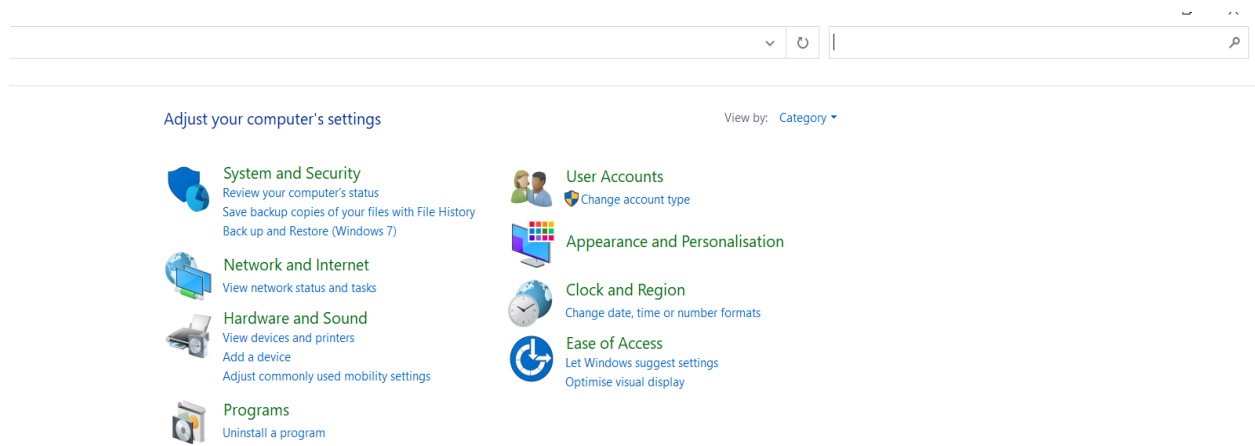 Adjust your computer's settings
View by: Category
System and Security
Review your computer's status
Save backup copies of your files with File History
Back up and Restore (Windows 7)
Network and Internet
View network status and tasks
Hardware and Sound
View devices and printers
Add a device
Adjust commonly used mobility settings
Programs
Uninstall a program
User Accounts
Change account type
Appearance and Personalisation
Clock and Region
Change date, time or number formats
Ease of Access
Let Windows suggest settings
Optimise visual display